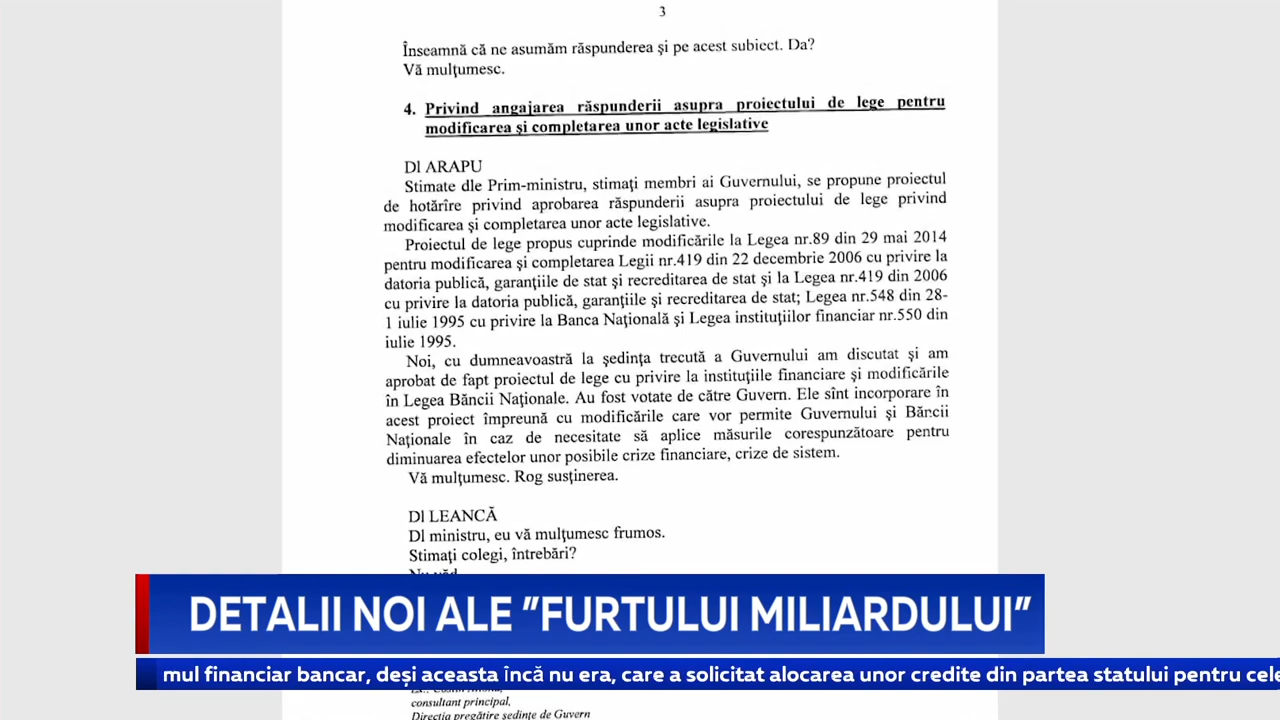 3
Înseamnă că ne asumăm răspunderea şi pe acest subiect. Da?
Vă mulţumesc.
4. Privind angajarea răspunderii asupra proiectului de lege pentru
modificarea şi completarea unor acte legislative
Dl ARAPU
Stimate dle Prim-ministru, stimaţi membri ai Guvernului, se propune proiectul
de hotărîre privind aprobarea răspunderii asupra proiectului de lege privind
modificarea şi completarea unor acte legislative.
Proiectul de lege propus cuprinde modificările la Legea nr.89 din 29 mai 2014
pentru modificarea şi completarea Legii nr.419 din 22 decembrie 2006 cu privire la
datoria publică, garanţiile de stat şi recreditarea de stat şi la Legea nr.419 din 2006
cu privire la datoria publică, garanţiile şi recreditarea de stat; Legea nr.548 din 28-
1 iulie 1995 cu privire la Banca Naţională şi Legea instituţiilor financiar nr.550 din
iulie 1995.
Noi, cu dumneavoastră la şedinţa trecută a Guvernului am discutat şi am
aprobat de fapt proiectul de lege cu privire la instituţiile financiare şi modificările
în Legea Băncii Naţionale. Au fost votate de către Guvern. Ele sînt incorporare în
acest proiect împreună cu modificările care vor permite Guvernului şi Băncii
Naţionale în caz de necesitate să aplice măsurile corespunzătoare pentru
diminuarea efectelor unor posibile crize financiare, crize de sistem.
Vă mulţumesc. Rog susţinerea.
Dl LEANCĂ
Dl ministru, eu vă mulţumesc frumos.
Stimaţi colegi, întrebări?
Nu văd
DETALII NOI ALE ”FURTULUI MILIARDULUI”
mul financiar bancar, deși aceasta încă nu era, care a solicitat alocarea unor credite din partea statului pentru cele
consultant principal,
Direcţia pregătire şedinţe de Guvern